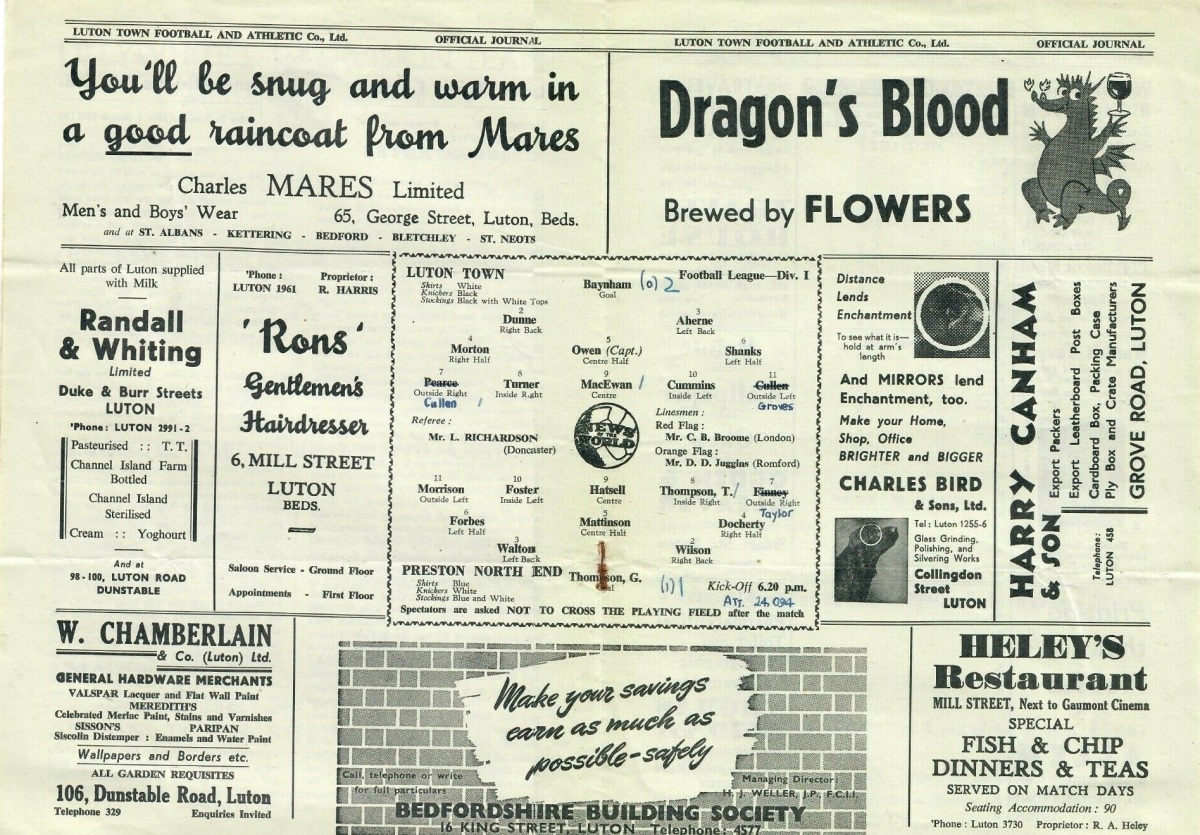 LUTON TOWN FOOTBALL AND ATHLETIC Co., Ltd. OFFICIAL JOURNAL
LUTON TOWN FOOTBALL AND ATHLETIC Co., Ltd. OFFICIAL JOURNAL
You'll be snug and warm in
a good raincoat from Mares
Charles MARES Limited
Men's and Boys' Wear 65, George Street, Luton, Beds.
and at ST. ALBANS - KETTERING - BEDFORD - BLETCHLEY - ST. NEOTS
Dragon's Blood
Brewed by FLOWERS
All parts of Luton supplied
with Milk
Randall
& Whiting
Limited
Duke & Burr Streets
LUTON
'Phone: LUTON 2991-2
Pasteurised :: T.T.
Channel Island Farm
Bottled
Channel Island
Sterilised
Cream :: Yoghourt
And at
98-100, LUTON ROAD
DUNSTABLE
'Phone : Proprietor :
LUTON 1961 R. HARRIS
'Rons'
Gentlemen's
Hairdresser
6, MILL STREET
LUTON
BEDS.
Saloon Service - Ground Floor
Appointments - First Floor
LUTON TOWN Football League—Div. I
Shirts White
Knickers Black
Stockings Black with White Tops
Baynham (0) 2
Goal
2 3
Dunne Aherne
Right Back Left Back
4 5 6
Morton Owen (Capt.) Shanks
Right Half Centre Half Left Half
7 8 9 10 11
Pearce Turner MacEwan / Cummins Cullen
Outside Right Inside Right Centre Inside Left Outside Left
Cullen / Groves
Referee :
Mr. L. RICHARDSON
(Doncaster)
NEWS
OF THE
WORLD
Linesmen :
Red Flag :
Mr. C. B. Broome (London)
Orange Flag :
Mr. D. D. Juggins (Romford)
11 10 9 8 7
Morrison Foster Hatsell Thompson, T. / Finney
Outside Left Inside Left Centre Inside Right Outside Right
Taylor
6 5 4
Forbes Mattinson Docherty
Left Half Centre Half Right Half
3 2
Walton Wilson
Left Back Right Back
PRESTON NORTH END Thompson, G. (1) 1 Kick-Off 6.20 p.m.
Shirts Blue
Knickers White
Stockings Blue and White
ATT. 24,094
Spectators are asked NOT TO CROSS THE PLAYING FIELD after the match
Distance
Lends
Enchantment
To see what it is—
hold at arm's
length
And MIRRORS lend
Enchantment, too.
Make your Home,
Shop, Office
BRIGHTER and BIGGER
CHARLES BIRD
& Sons, Ltd.
Tel: Luton 1255-6
Glass Grinding,
Polishing, and
Silvering Works
Collingdon
Street
LUTON
HARRY CANHAM
& SON
Export Packers
Export Leatherboard Post Boxes
Cardboard Box, Packing Case
Ply Box and Crate Manufacturers
GROVE ROAD, LUTON
Telephone:
LUTON 458
W. CHAMBERLAIN
& Co. (Luton) Ltd.
GENERAL HARDWARE MERCHANTS
VALSPAR Lacquer and Flat Wall Paint
MEREDITH'S
Celebrated Merlac Paint, Stains and Varnishes
SISSON'S PARIPAN
Siscolin Distemper : Enamels and Water Paint
Wallpapers and Borders etc.
ALL GARDEN REQUISITES
106, Dunstable Road, Luton
Telephone 329 Enquiries Invited
Make your savings
earn as much as
possible-safely
Call, telephone or write
for full particulars
Managing Director:
H. J. WELLER, J.P., F.C.I.I.
BEDFORDSHIRE BUILDING SOCIETY
16 KING STREET, LUTON Telephone: 4577
HELEY'S
Restaurant
MILL STREET, Next to Gaumont Cinema
SPECIAL
FISH & CHIP
DINNERS & TEAS
SERVED ON MATCH DAYS
Seating Accommodation : 90
'Phone : Luton 3730 Proprietor : R. A. Heley